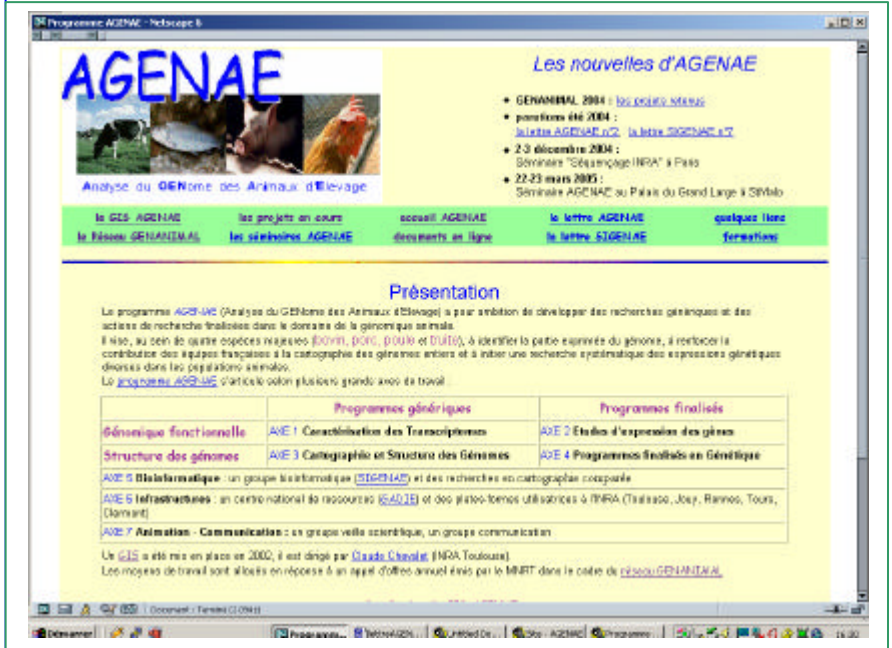 Programme AGENAE - Netscape 6
AGENAE
Analyse du GENome des Animaux d'Elevage
Les nouvelles d'AGENAE
GENANIMAL 2004 : les projets retenus
parutions été 2004 :
la lettre AGENAE n°2 la lettre SIGENAE n°7
2-3 décembre 2004 :
Séminaire "Séquençage INRA" à Paris
22-23 mars 2005 :
Séminaire AGENAE au Palais du Grand Large à StMalo
le GIS AGENAE les projets en cours accueil AGENAE la lettre AGENAE quelques liens
le Réseau GENANIMAL les séminaires AGENAE documents en ligne la lettre SIGENAE formations
Présentation
Le programme AGENAE (Analyse du GENome des Animaux d'Elevage) a pour ambition de développer des recherches génériques et des
actions de recherche finalisées dans le domaine de la génomique animale.
Il vise, au sein de quatre espèces majeures (bovin, porc, poule et truite), à identifier la partie exprimée du génome, à renforcer la
contribution des équipes françaises à la cartographie des génomes entiers et à initier une recherche systématique des expressions génétiques
diverses dans les populations animales.
Le programme AGENAE s'articule selon plusieurs grands axes de travail :
Programmes génériques Programmes finalisés
Génomique fonctionnelle AXE 1 Caractérisation des Transcriptomes AXE 2 Etudes d'expression des gènes
Structure des génomes AXE 3 Cartographie et Structure des Génomes AXE 4 Programmes finalisés en Génétique
AXE 5 Bioinformatique : un groupe bioinformatique (SIGENAE) et des recherches en cartographie comparée
AXE 6 Infrastructures : un centre national de ressources (GADIE) et des plates-formes utilisatrices à l'INRA (Toulouse, Jouy, Rennes, Tours,
Clermont)
AXE 7 Animation - Communication : un groupe veille scientifique, un groupe communication
Un GIS a été mis en place en 2002, il est dirigé par Claude Chevalet (INRA Toulouse).
Les moyens de travail sont alloués en réponse à un appel d'offres annuel émis par le MNRT dans le cadre du réseau GENANIMAL
Document : Terminé
Démarrer Programm... lettreAGEN... Untitled Do... Site - AGENAE Programme ... 16:30